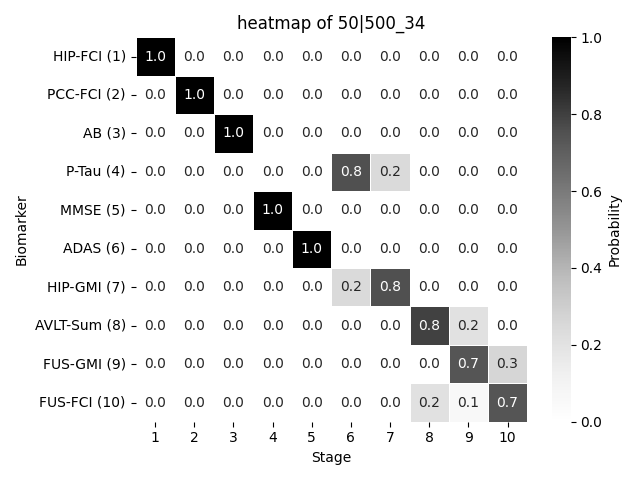 heatmap of 50|500_34
HIP-FCI (1) 1.0 0.0 0.0 0.0 0.0 0.0 0.0 0.0 0.0 0.0
PCC-FCI (2) 0.0 1.0 0.0 0.0 0.0 0.0 0.0 0.0 0.0 0.0
AB (3) 0.0 0.0 1.0 0.0 0.0 0.0 0.0 0.0 0.0 0.0
P-Tau (4) 0.0 0.0 0.0 0.0 0.0 0.8 0.2 0.0 0.0 0.0
MMSE (5) 0.0 0.0 0.0 1.0 0.0 0.0 0.0 0.0 0.0 0.0
ADAS (6) 0.0 0.0 0.0 0.0 1.0 0.0 0.0 0.0 0.0 0.0
HIP-GMI (7) 0.0 0.0 0.0 0.0 0.0 0.2 0.8 0.0 0.0 0.0
AVLT-Sum (8) 0.0 0.0 0.0 0.0 0.0 0.0 0.0 0.8 0.2 0.0
FUS-GMI (9) 0.0 0.0 0.0 0.0 0.0 0.0 0.0 0.0 0.7 0.3
FUS-FCI (10) 0.0 0.0 0.0 0.0 0.0 0.0 0.0 0.2 0.1 0.7
1 2 3 4 5 6 7 8 9 10
Stage
Biomarker
1.0
0.8
0.6
0.4
0.2
0.0
Probability